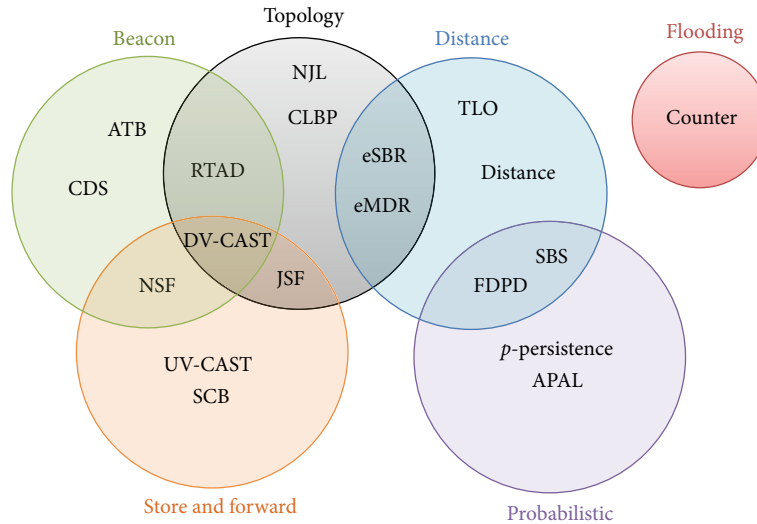 Topology
Beacon
Distance
Flooding
NJL
TLO
CLBP
Counter
ATB
eSBR
RTAD
Distance
CDS
eMDR
DV-CAST
SBS
NSF
JSF
FDPD
p-persistence
UV-CAST
APAL
SCB
Store and forward
Probabilistic